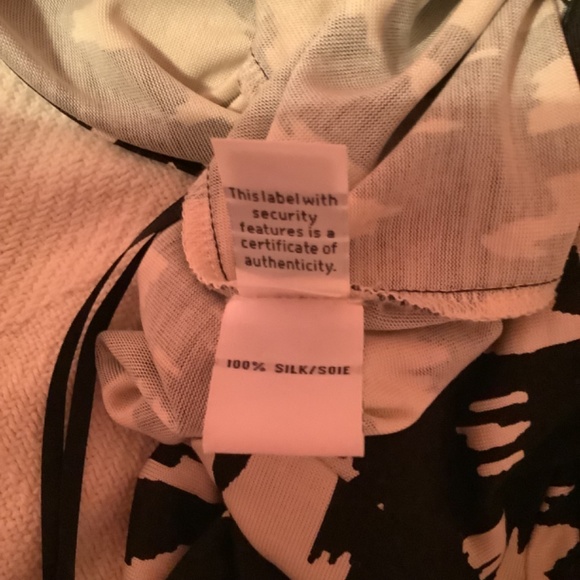 This label with
security
features is a
certificate of
authenticity.
100% SILK/SOIE